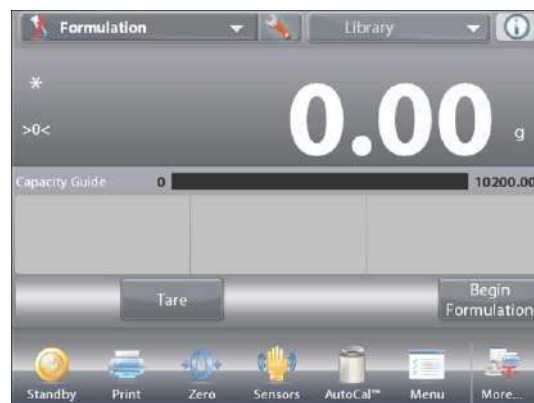 Formulation Library
*
>0<
0.00 g
Capacity Guide 0 10200.00
Tare
Begin
Formulation
Standby Print Zero Sensors AutoCal™ Menu More...